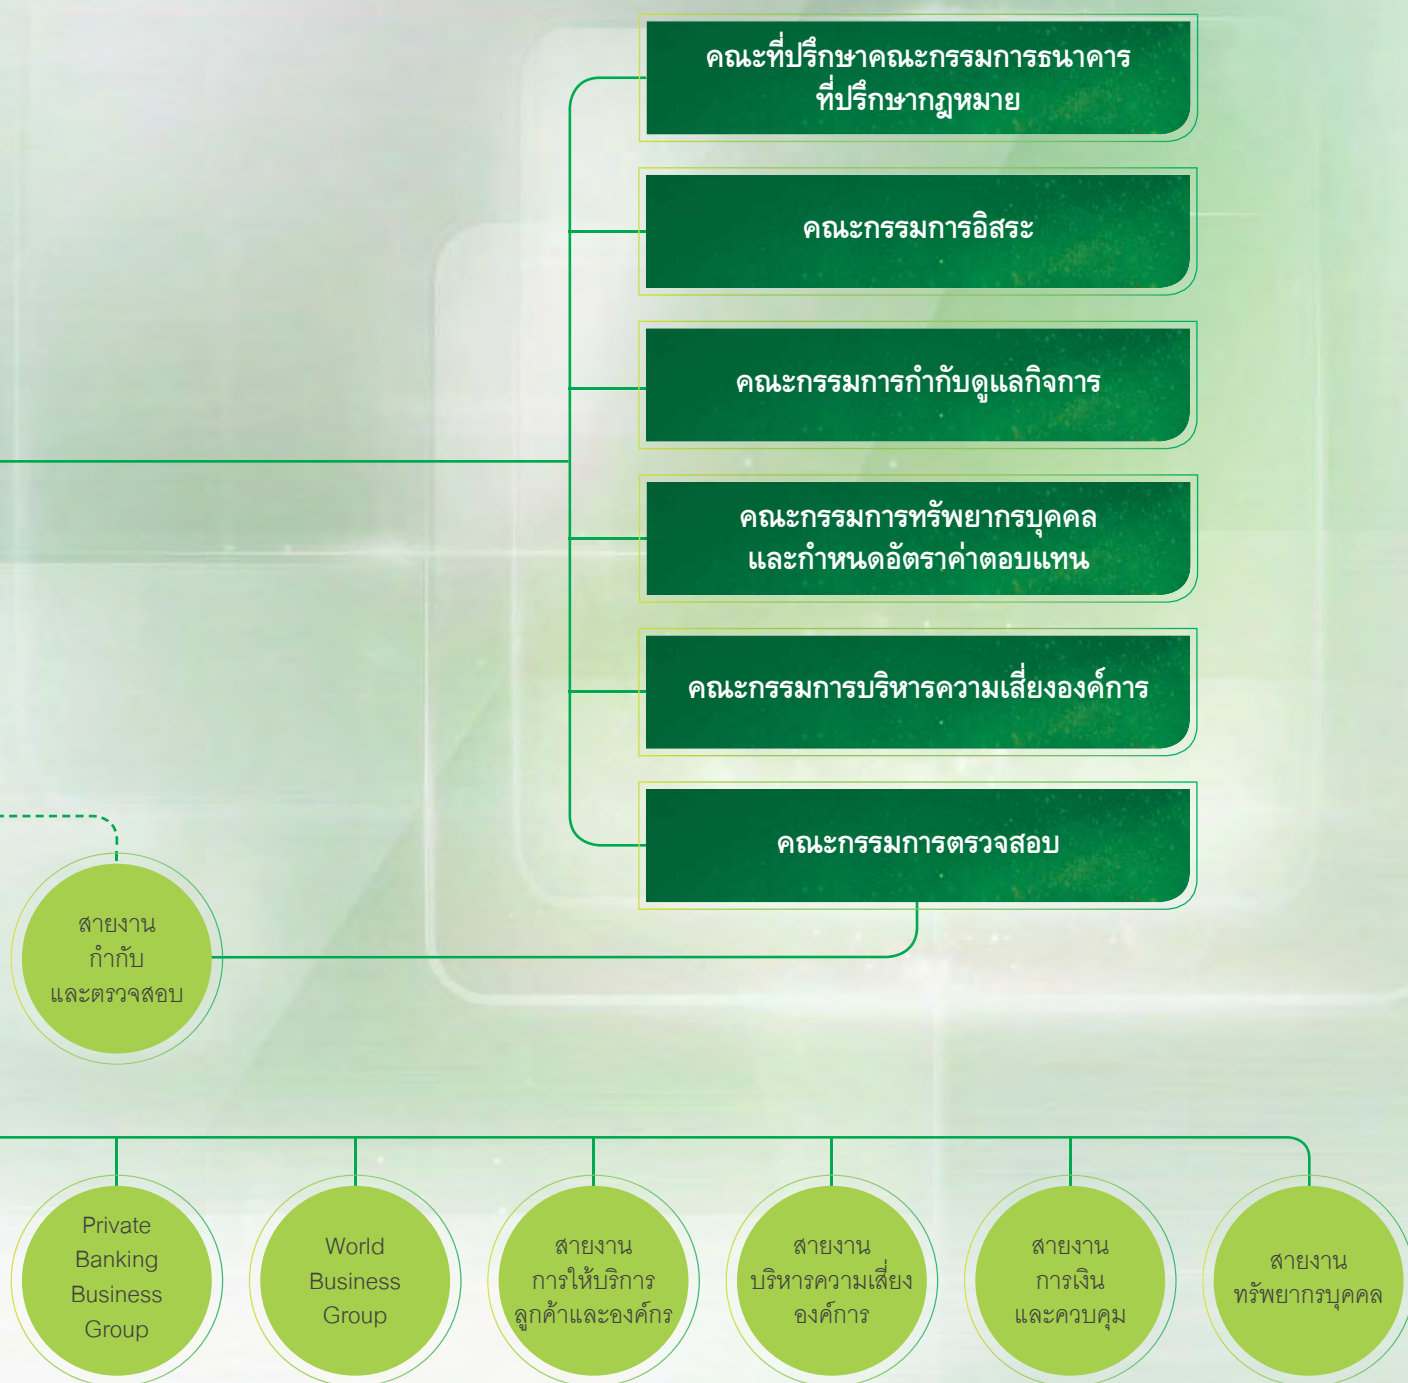 คณะที่ปรึกษาคณะกรรมการธนาคาร
ที่ปรึกษากฎหมาย
คณะกรรมการอิสระ
คณะกรรมการกำกับดูแลกิจการ
คณะกรรมการทรัพยากรบุคคล
และกำหนดอัตราค่าตอบแทน
คณะกรรมการบริหารความเสี่ยงองค์การ
คณะกรรมการตรวจสอบ
สายงาน
กำกับ
และตรวจสอบ
Private
Banking
Business
Group
World
Business
Group
สายงาน
การให้บริการ
ลูกค้าและองค์กร
สายงาน
บริหารความเสี่ยง
องค์การ
สายงาน
การเงิน
และควบคุม
สายงาน
ทรัพยากรบุคคล